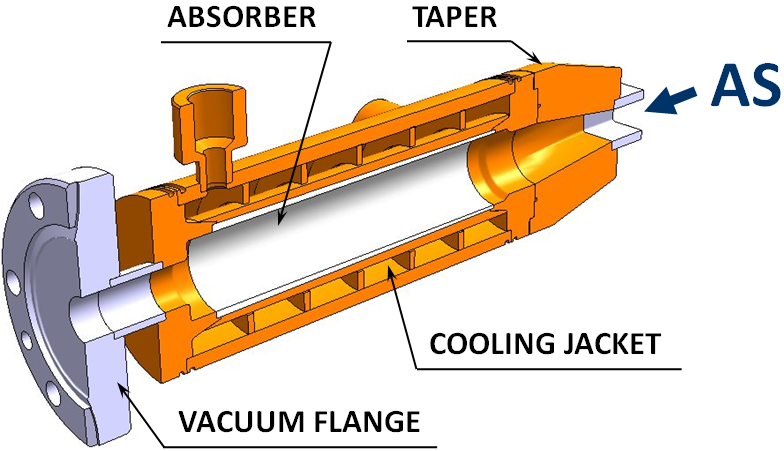 ABSORBER
TAPER
AS
COOLING JACKET
VACUUM FLANGE